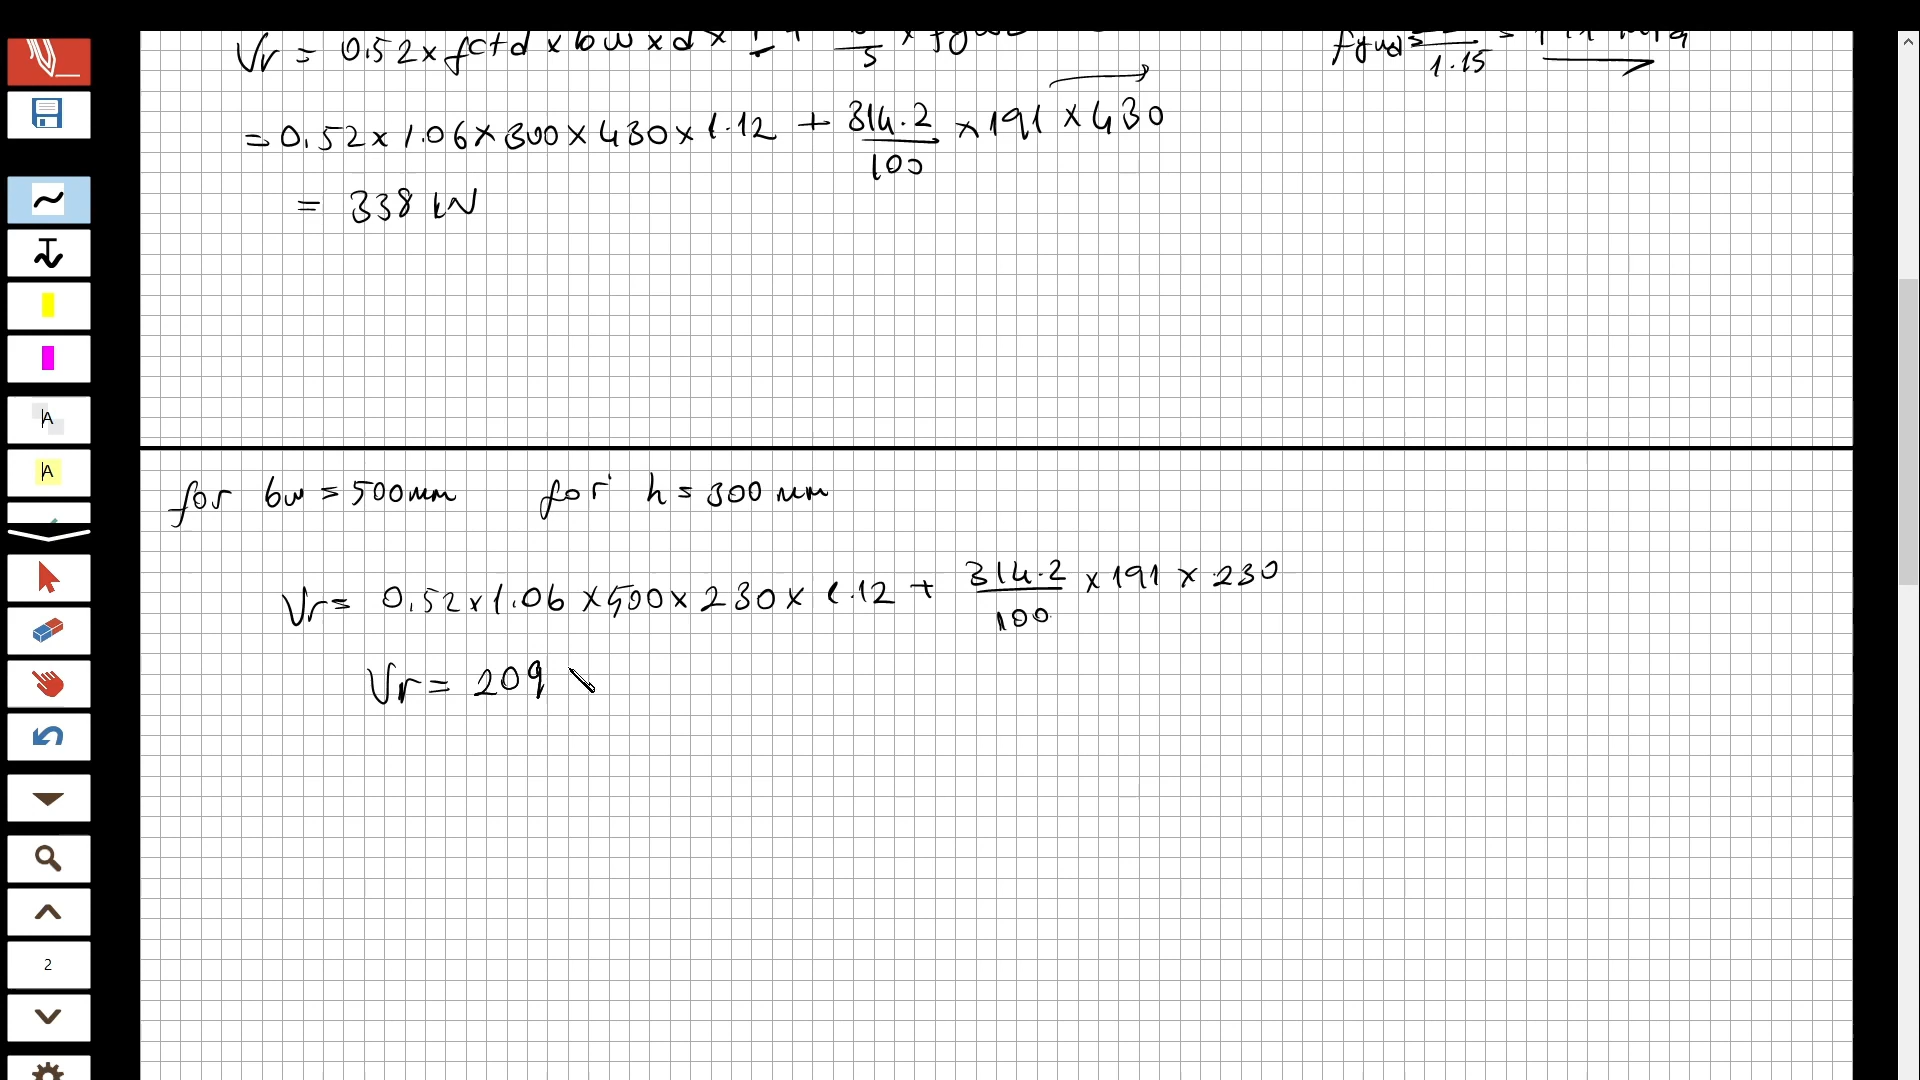 Vr = 0.52 x fctd x bw x d x
5
fywd =
1.15
= 0.52 x 1.06 x 300 x 430 x 1.12 + 314.2 x 191 x 430
100
= 338 kN
for bw = 500mm for h = 300 mm
Vr = 0.52 x 1.06 x 500 x 230 x 1.12 + 314.2 x 191 x 230
100
Vr = 209
A
A
2